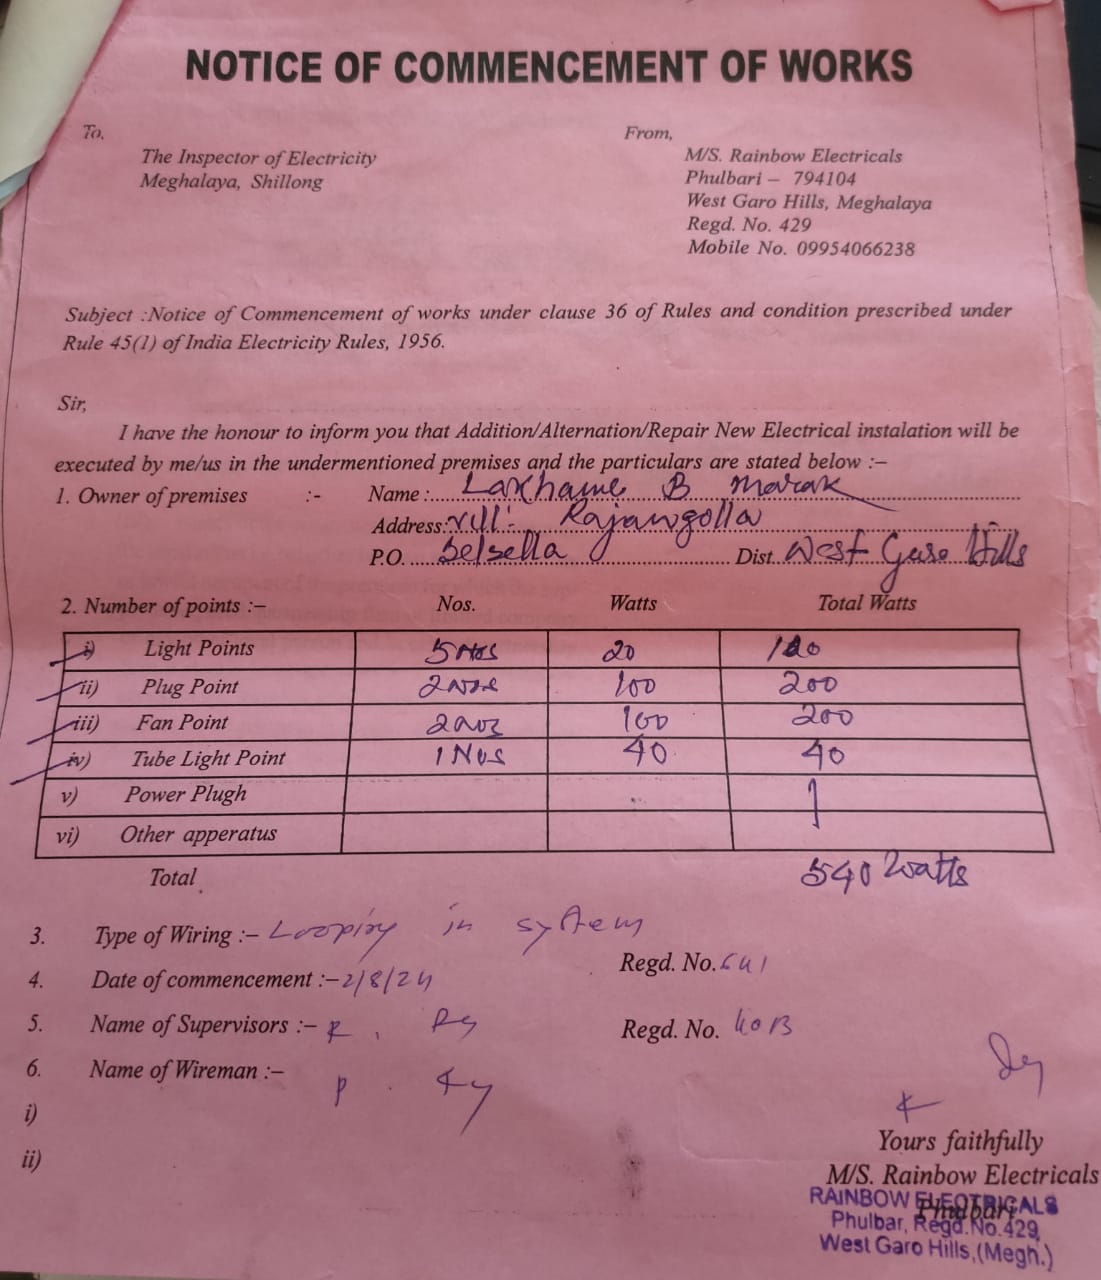 NOTICE OF COMMENCEMENT OF WORKS
To,
The Inspector of Electricity
Meghalaya, Shillong
From,
M/S. Rainbow Electricals
Phulbari – 794104
West Garo Hills, Meghalaya
Regd. No. 429
Mobile No. 09954066238
Subject :Notice of Commencement of works under clause 36 of Rules and condition prescribed under
Rule 45(1) of India Electricity Rules, 1956.
Sir,
I have the honour to inform you that Addition/Alternation/Repair New Electrical instalation will be
executed by me/us in the undermentioned premises and the particulars are stated below :–
1. Owner of premises :- Name : B Marak
Address: Vill:
P.O. Selsella Dist. West Garo Hills
2. Number of points :– Nos. Watts Total Watts
i) Light Points 5 Nos 20
ii) Plug Point 2 Nos 100 200
iii) Fan Point 2 Nos 100 200
iv) Tube Light Point 1 Nos 40 40
v) Power Plugh
vi) Other apparatus
Total 540 Watts
3. Type of Wiring :– Looping in system
Regd. No.
4. Date of commencement :– 2/8/24
5. Name of Supervisors :–
Regd. No.
6. Name of Wireman :–
i)
ii)
Yours faithfully
M/S. Rainbow Electricals
Phulbari
RAINBOW ELECTRICALS
Phulbar, Regd.No.429,
West Garo Hills,(Megh.)